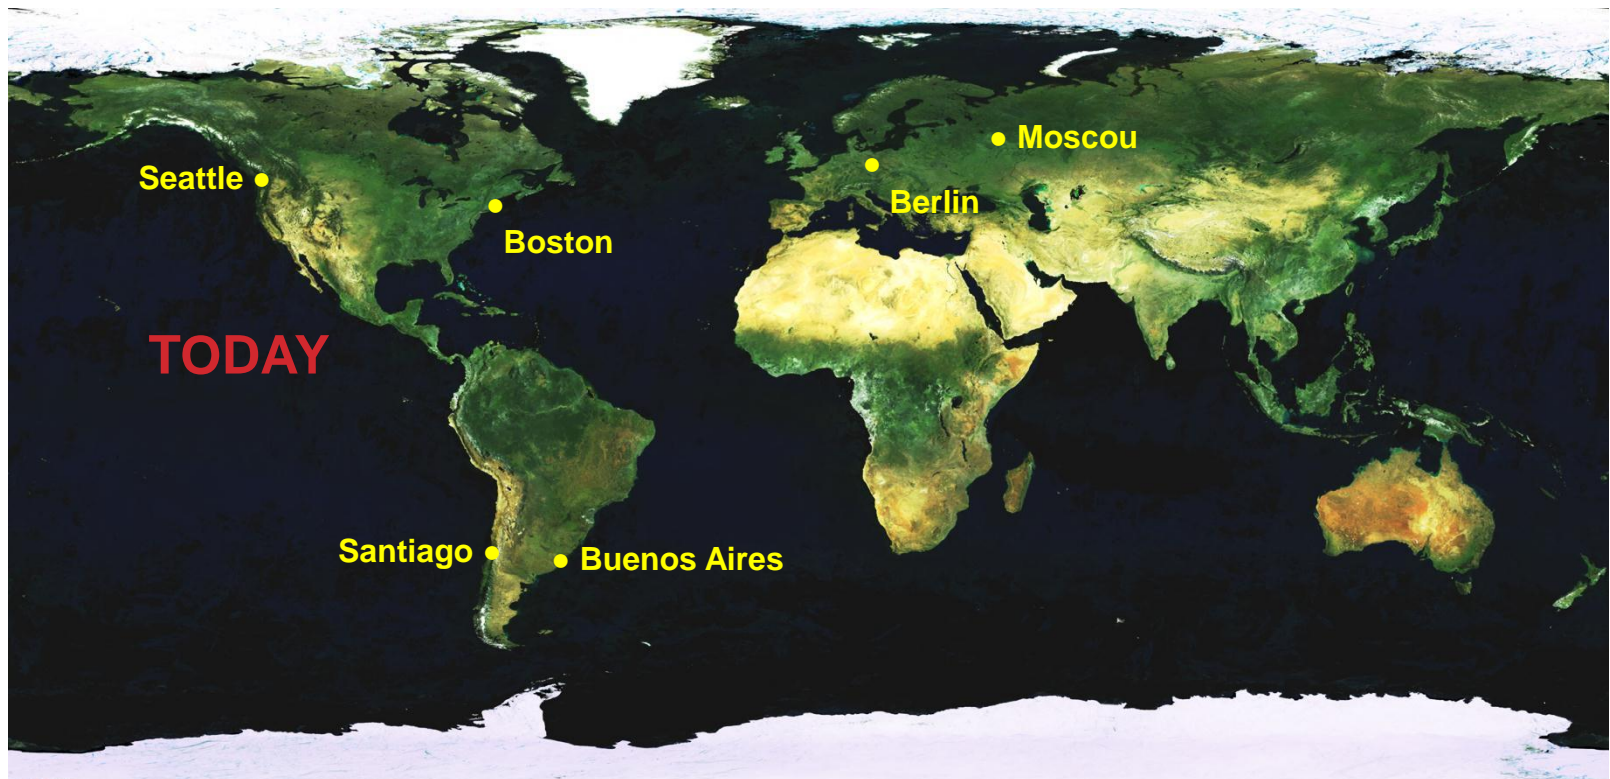 Moscou
Seattle
Berlin
Boston
TODAY
Santiago
Buenos Aires